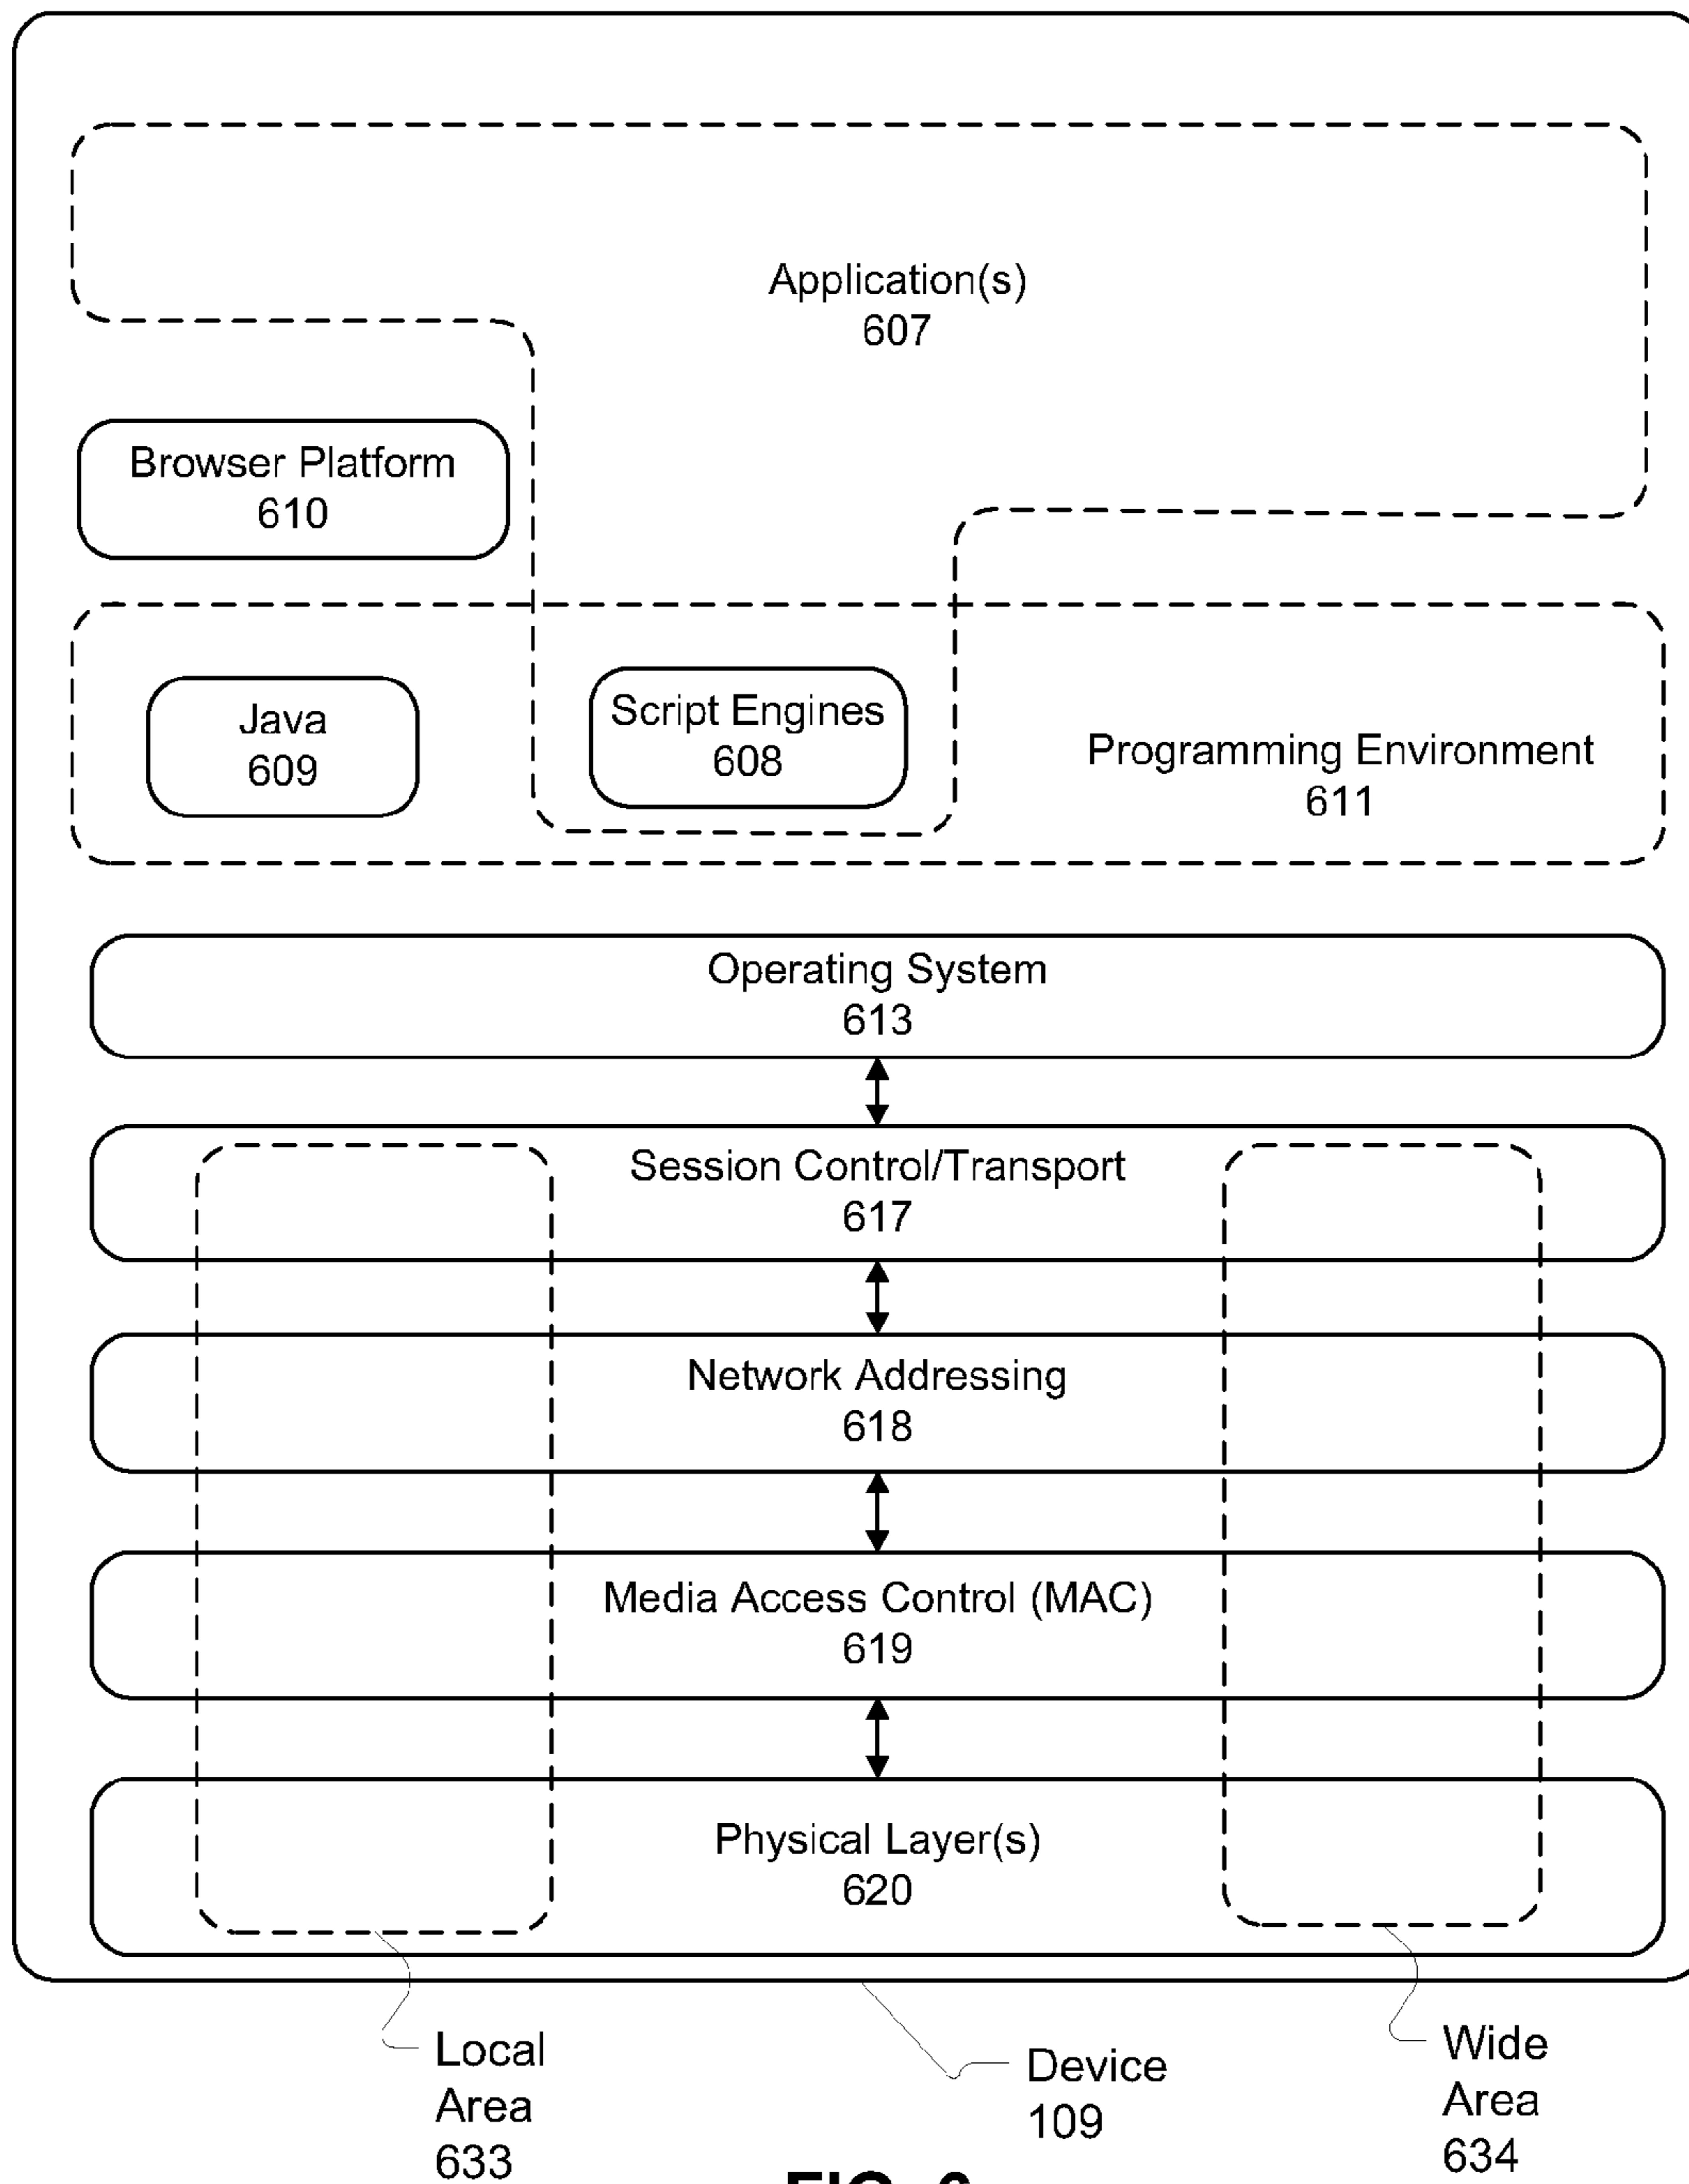 Application(s)
607
Browser Platform
610
Java
609
Script Engines
608
Programming Environment
611
Operating System
613
Session Control/Transport
617
Network Addressing
618
Media Access Control (MAC)
619
Physical Layer(s)
620
Local
Area
633
Device
109
Wide
Area
634
FIG.